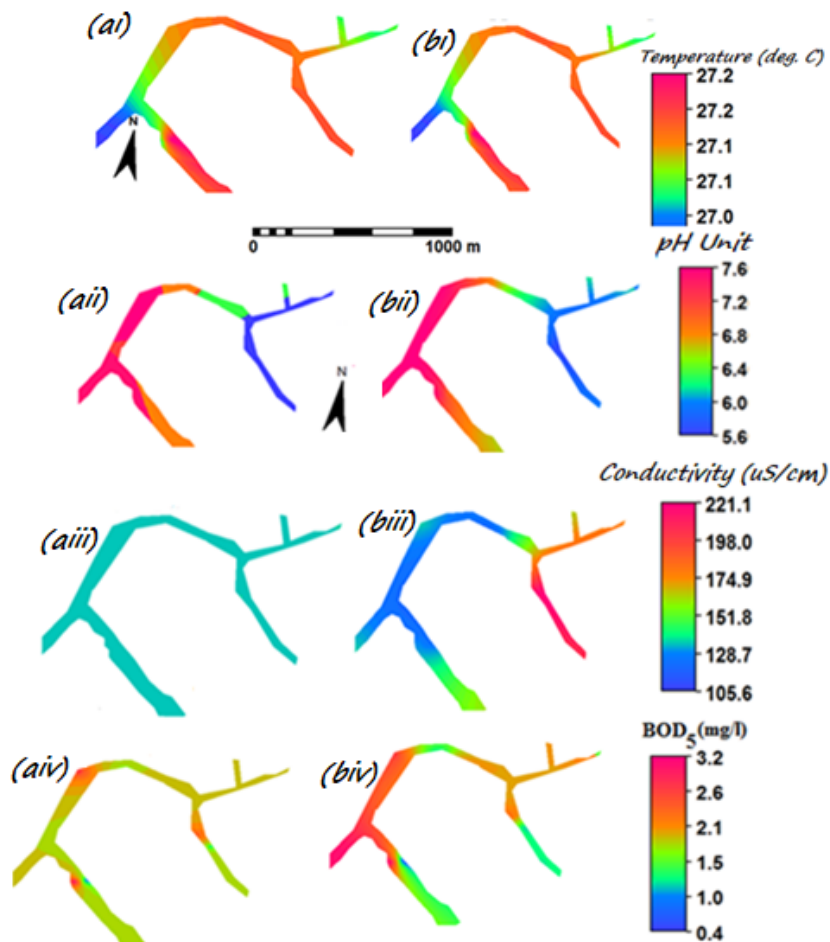 (ai)
(bi)
Temperature (deg. C)
27.2
27.2
27.1
27.1
27.0
N
0
1000 m
pH Unit
(aii)
(bii)
7.6
7.2
6.8
6.4
6.0
5.6
N
Conductivity (uS/cm)
(aiii)
(biii)
221.1
198.0
174.9
151.8
128.7
105.6
BOD5(mg/l)
(aiv)
(biv)
3.2
2.6
2.1
1.5
1.0
0.4